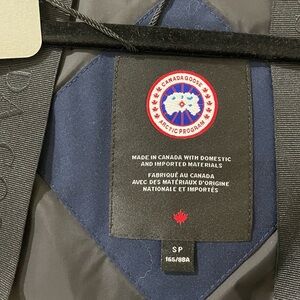 CANADA GOOSE
ARCTIC PROGRAM
MADE IN CANADA WITH DOMESTIC
AND IMPORTED MATERIALS
FABRIQUÉ AU CANADA
AVEC DES MATÉRIAUX D'ORIGINE
NATIONALE ET IMPORTÉS
SP
165/88A